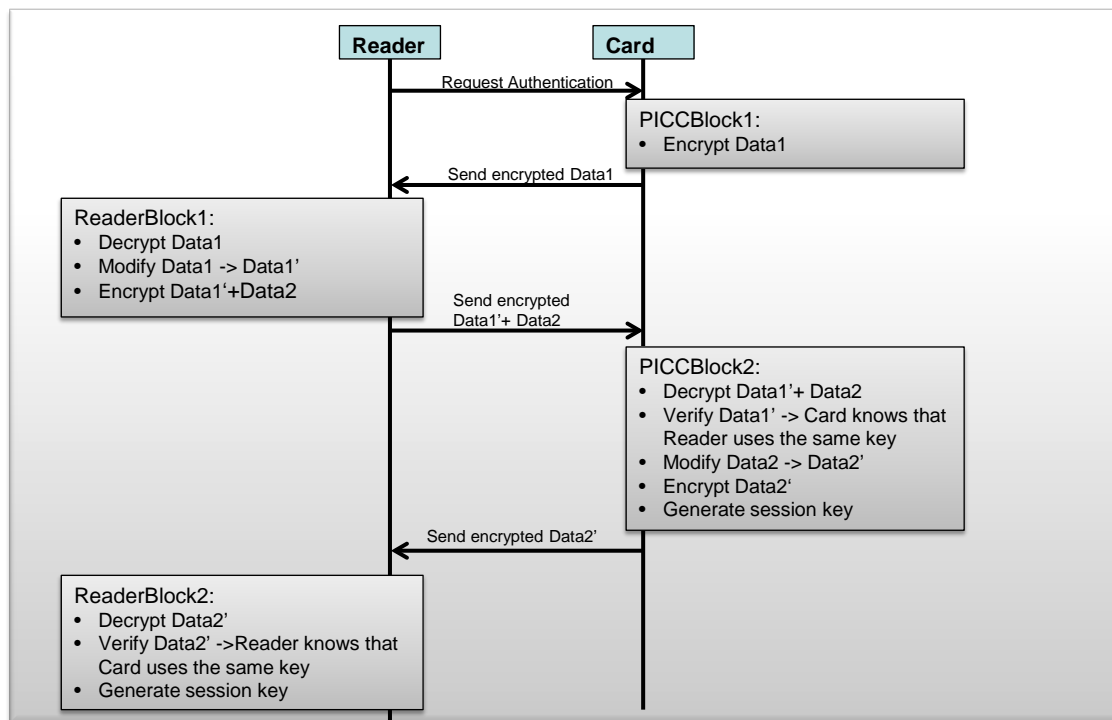 Reader
Card
Request Authentication
PICCBlock1:
• Encrypt Data1
Send encrypted Data1
ReaderBlock1:
• Decrypt Data1
• Modify Data1 -> Data1’
• Encrypt Data1‘+Data2
Send encrypted
Data1’+ Data2
PICCBlock2:
• Decrypt Data1’+ Data2
• Verify Data1’ -> Card knows that
Reader uses the same key
• Modify Data2 -> Data2’
• Encrypt Data2‘
• Generate session key
Send encrypted Data2’
ReaderBlock2:
• Decrypt Data2’
• Verify Data2’ ->Reader knows that
Card uses the same key
• Generate session key